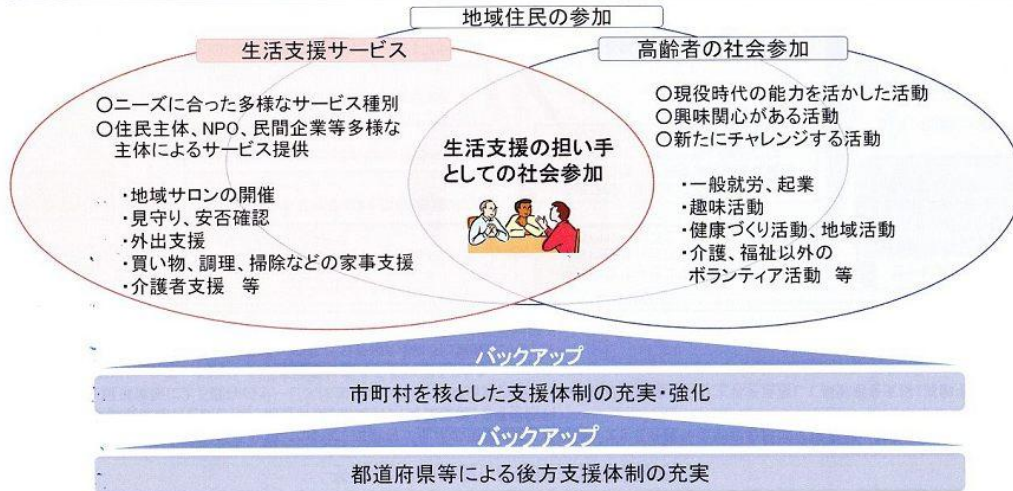 地域住民の参加
生活支援サービス
高齢者の社会参加
○ニーズに合った多様なサービス種別
○住民主体、NPO、民間企業等多様な
主体によるサービス提供
・地域サロンの開催
・見守り、安否確認
・外出支援
・買い物、調理、掃除などの家事支援
・介護者支援 等
生活支援の担い手
としての社会参加
○現役時代の能力を活かした活動
○興味関心がある活動
○新たにチャレンジする活動
・一般就労、起業
・趣味活動
・健康づくり活動、地域活動
・介護、福祉以外の
ボランティア活動 等
バックアップ
市町村を核とした支援体制の充実・強化
バックアップ
都道府県等による後方支援体制の充実